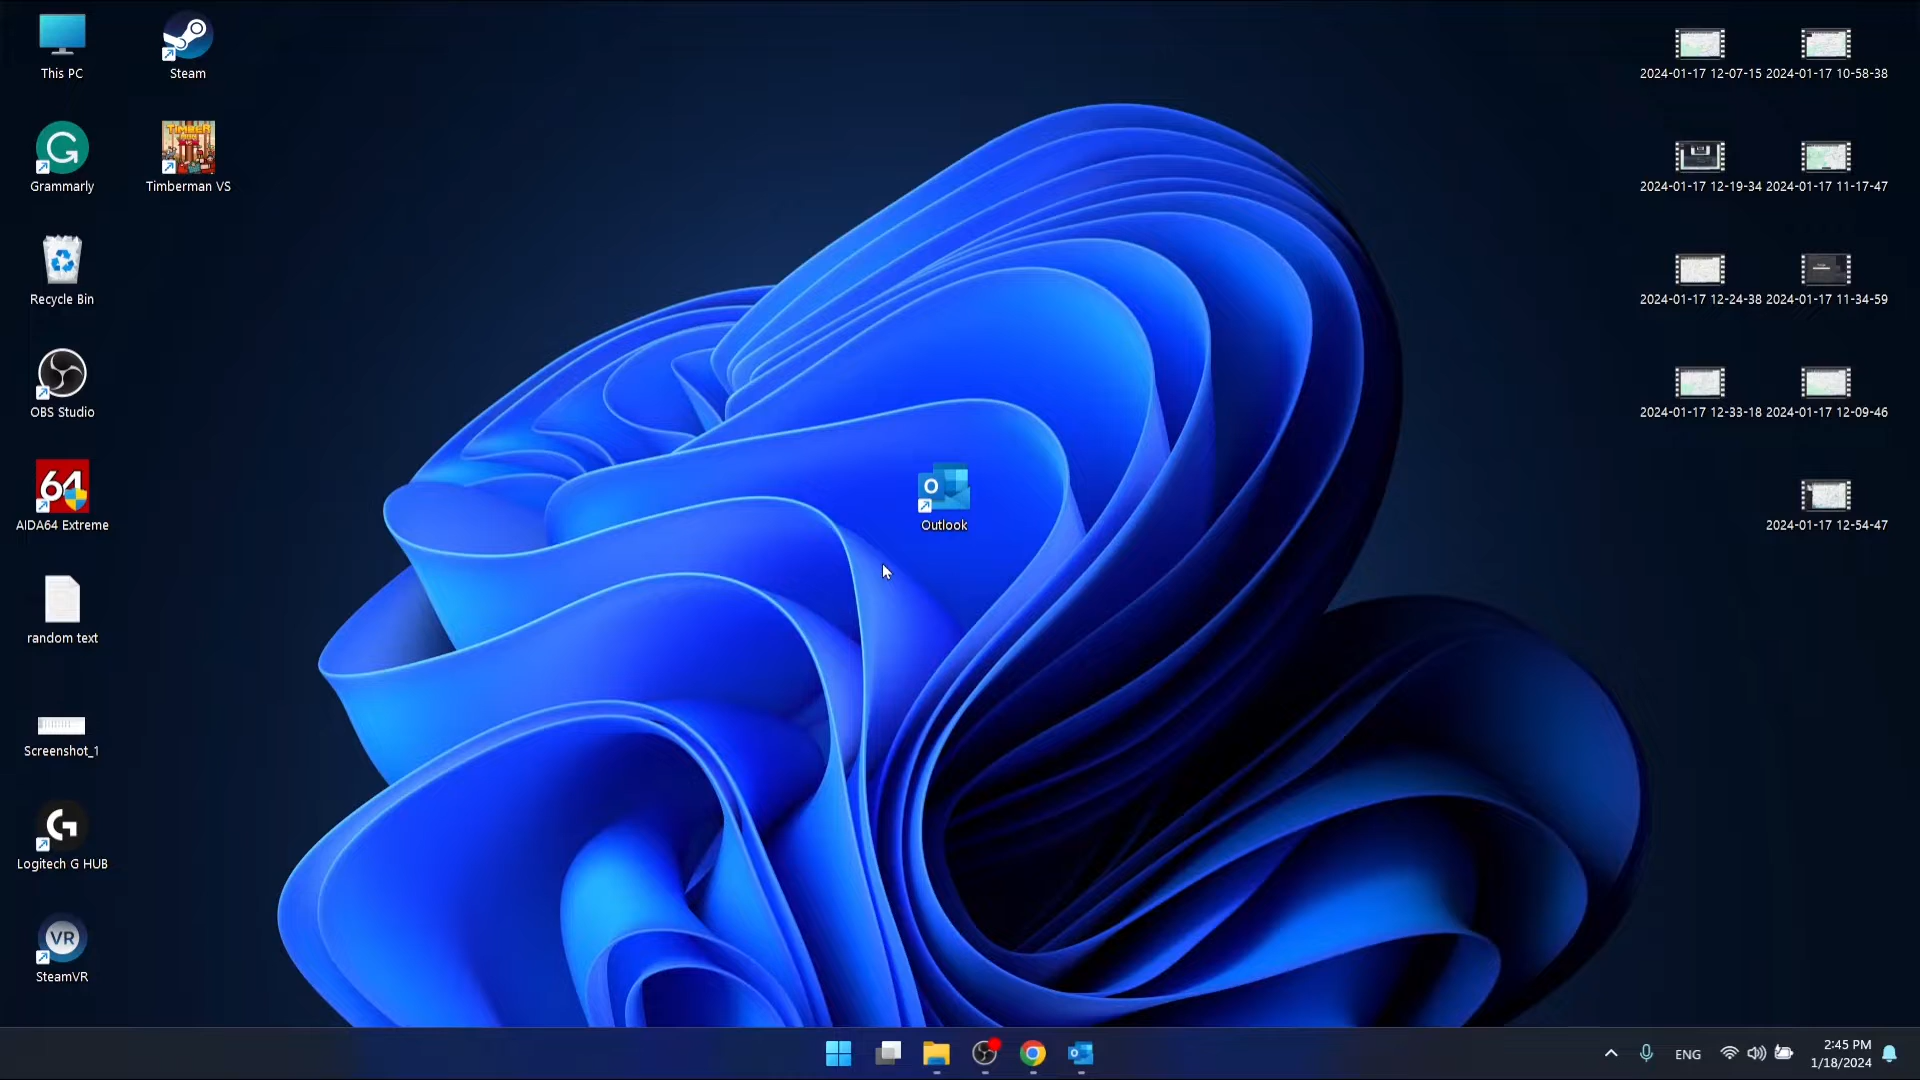 This PC
Steam
2024-01-17 12-07-15
2024-01-17 10-58-38
Grammarly
TIMBER
Timberman VS
2024-01-17 12-19-34
2024-01-17 11-17-47
Recycle Bin
2024-01-17 12-24-38
2024-01-17 11-34-59
OBS Studio
2024-01-17 12-33-18
2024-01-17 12-09-46
64
AIDA64 Extreme
O
Outlook
2024-01-17 12-54-47
random text
Screenshot_1
G
Logitech G HUB
VR
SteamVR
ENG
2:45 PM
1/18/2024